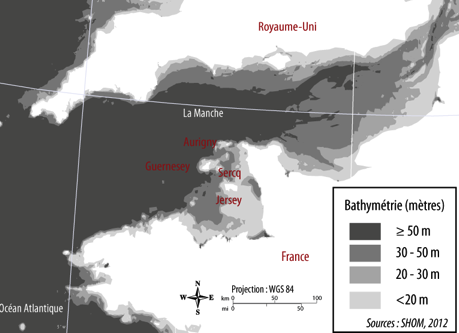 Royaume-Uni
La Manche
Aurigny
Guernesey
Sercq
Jersey
France
Océan Atlantique
N
W E
S
Projection : WGS 84
km
0 50 100
mi
0 50
Bathymétrie (mètres)
≥ 50 m
30 - 50 m
20 - 30 m
<20 m
Sources : SHOM, 2012